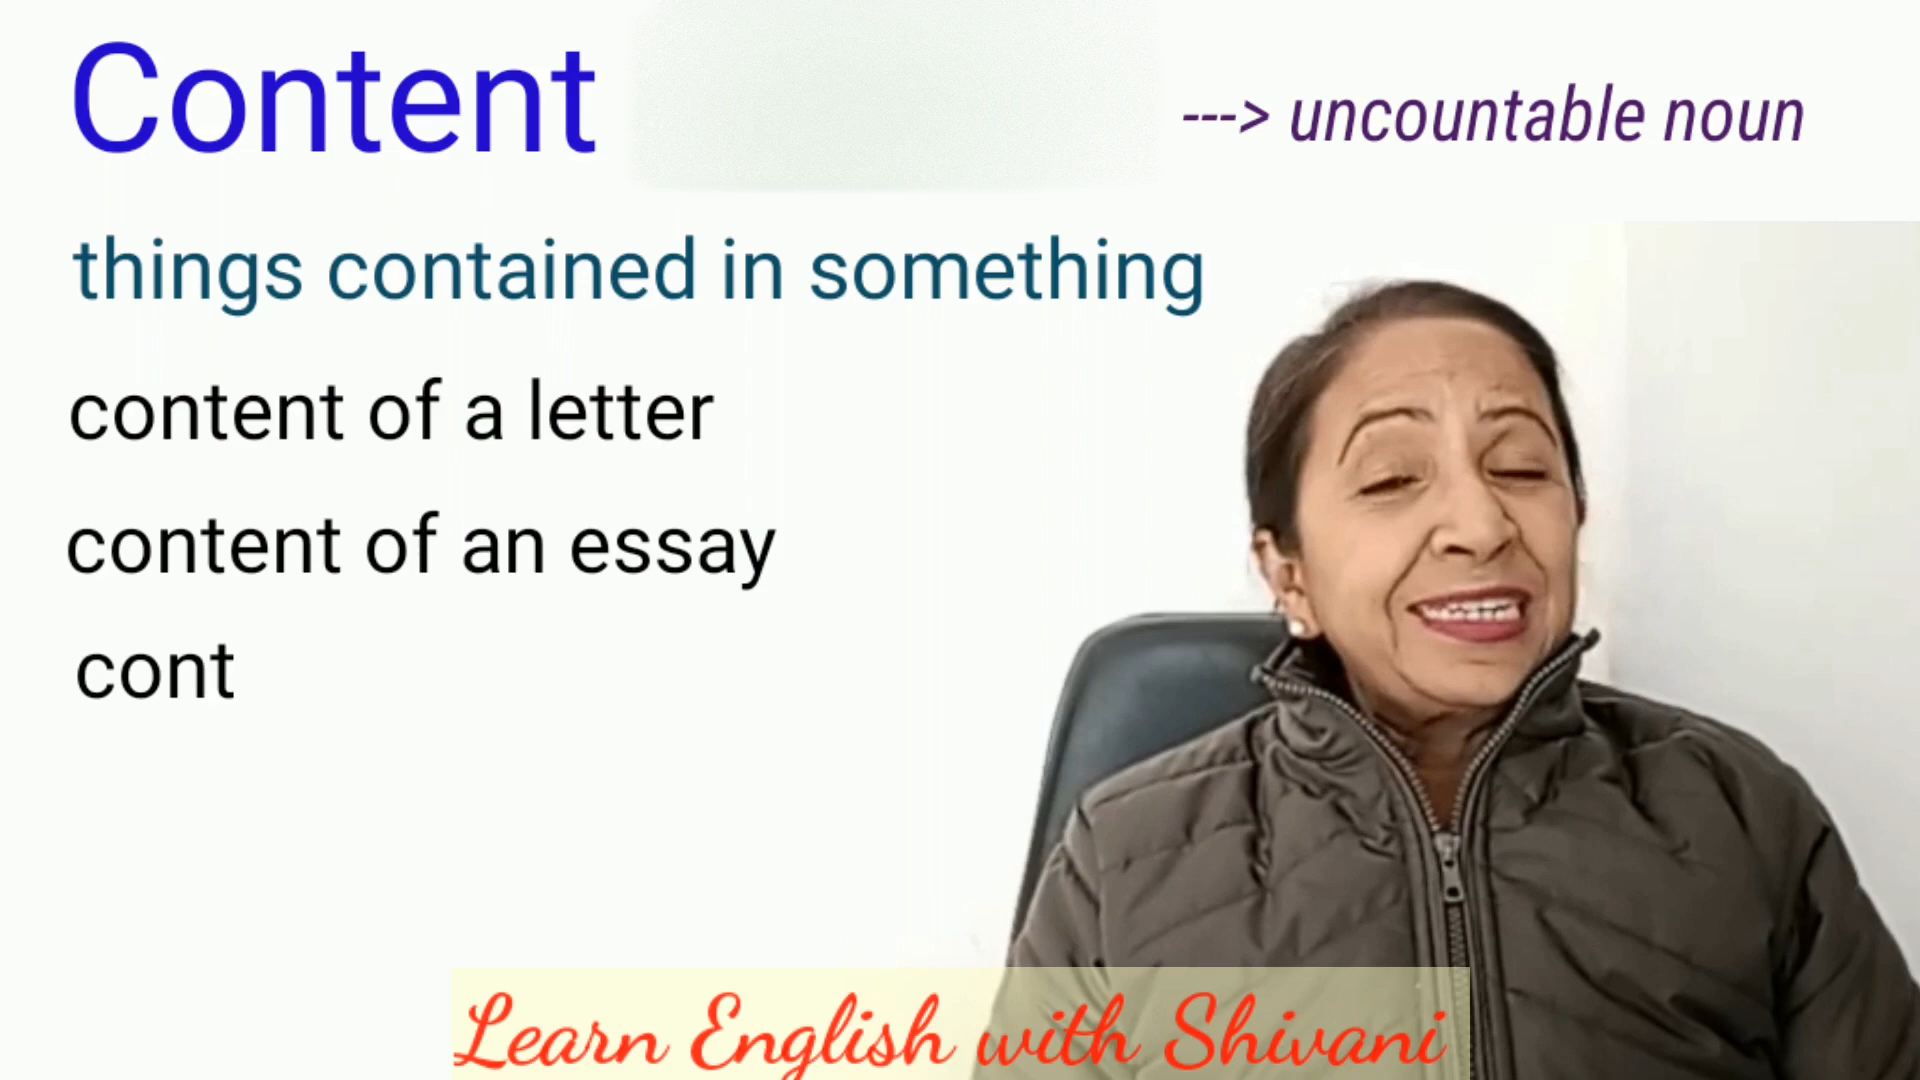 Content ---> uncountable noun
things contained in something
content of a letter
content of an essay
cont
Learn English with Shivani